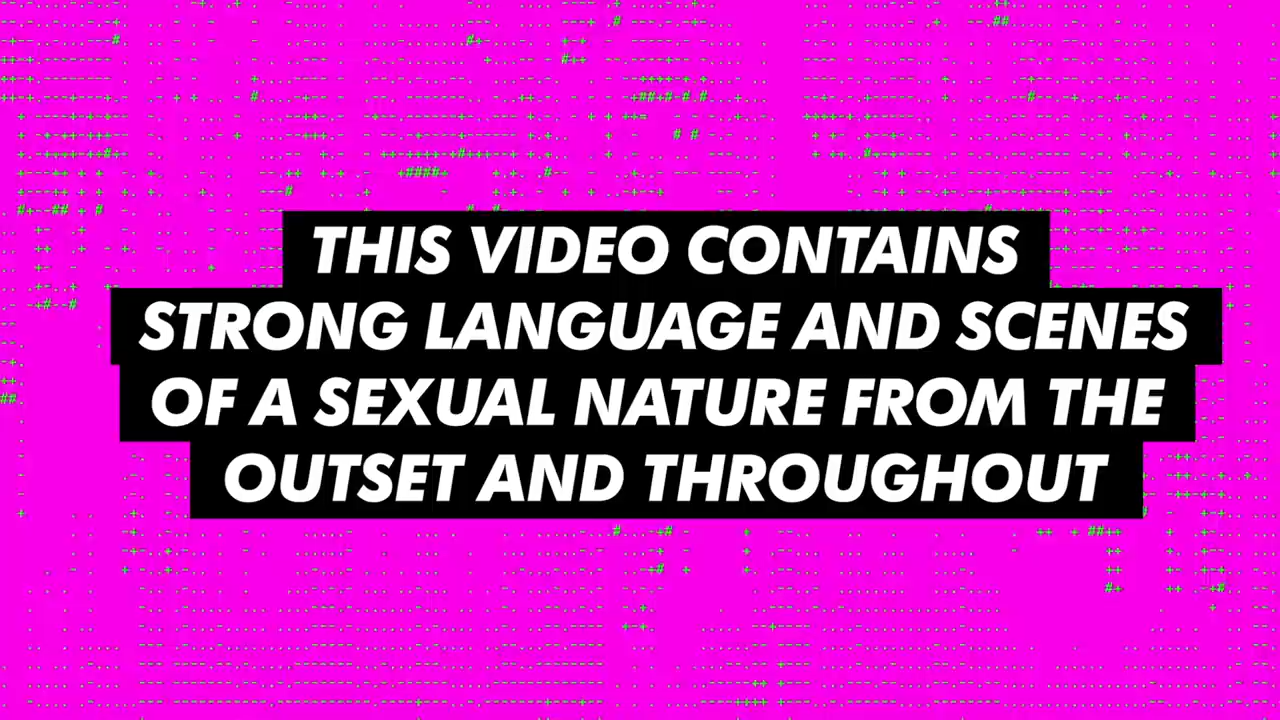 THIS VIDEO CONTAINS
STRONG LANGUAGE AND SCENES
OF A SEXUAL NATURE FROM THE
OUTSET AND THROUGHOUT